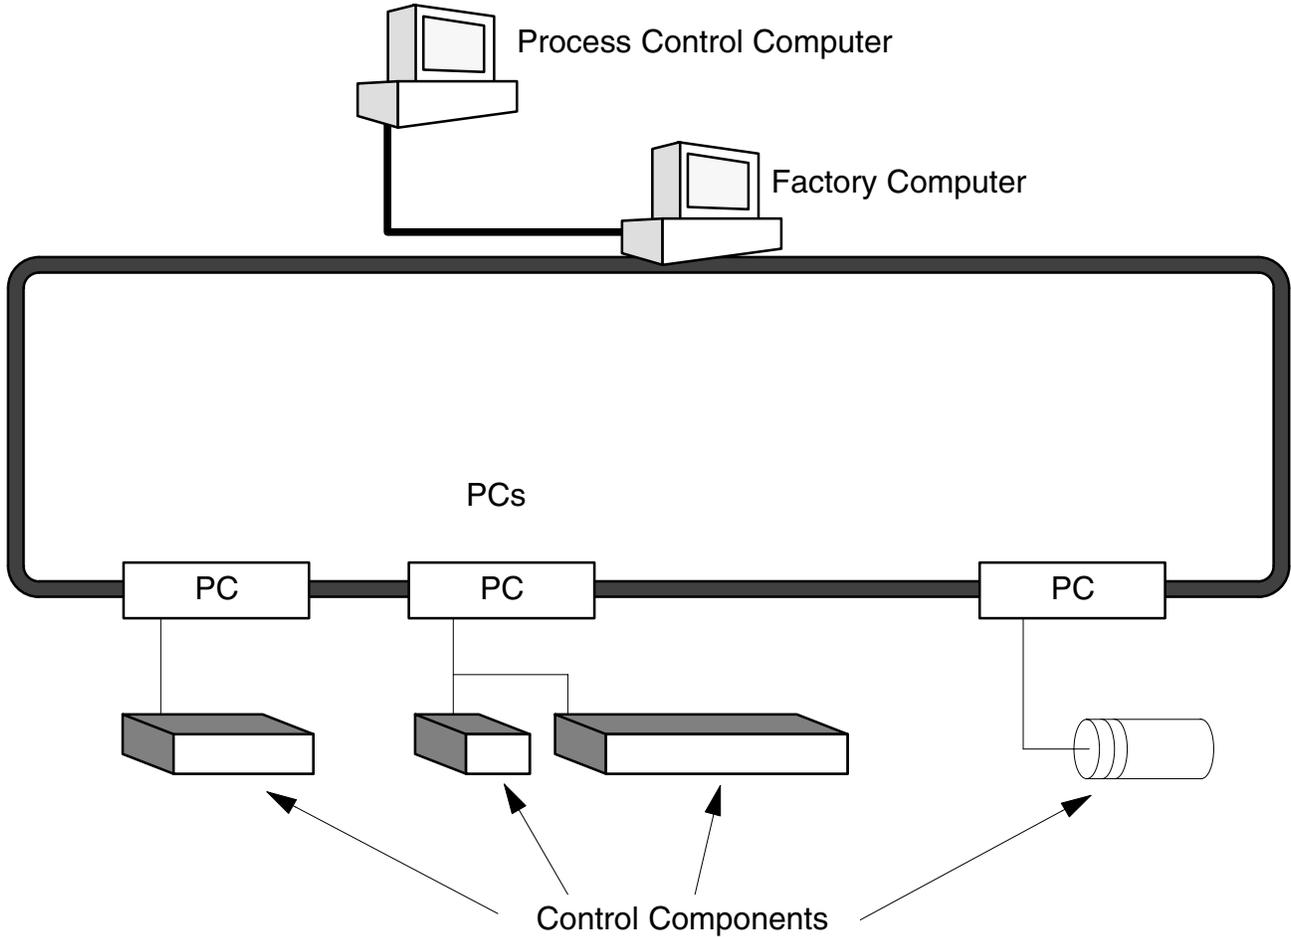 Process Control Computer
Factory Computer
PCs
PC
PC
PC
Control Components